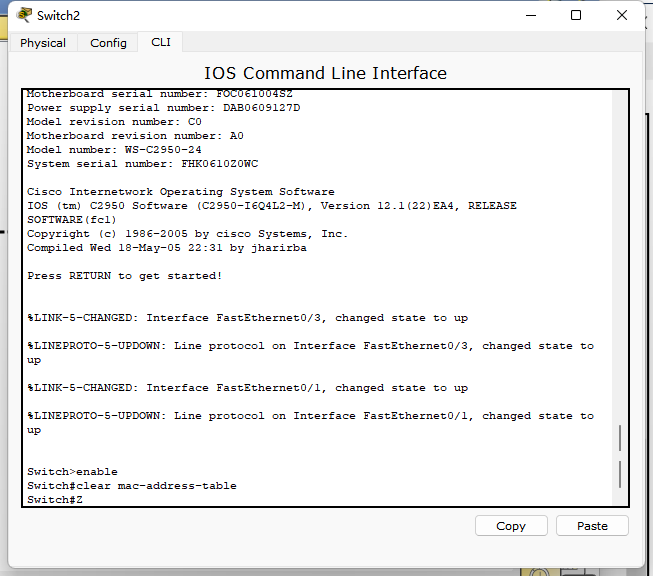 Switch2
Physical
Config
CLI
IOS Command Line Interface
Motherboard serial number: FOC061004SZ
Power supply serial number: DAB0609127D
Model revision number: C0
Motherboard revision number: A0
Model number: WS-C2950-24
System serial number: FHK0610Z0WC
Cisco Internetwork Operating System Software
IOS (tm) C2950 Software (C2950-I6Q4L2-M), Version 12.1(22)EA4, RELEASE
SOFTWARE(fc1)
Copyright (c) 1986-2005 by cisco Systems, Inc.
Compiled Wed 18-May-05 22:31 by jharirba
Press RETURN to get started!
%LINK-5-CHANGED: Interface FastEthernet0/3, changed state to up
%LINEPROTO-5-UPDOWN: Line protocol on Interface FastEthernet0/3, changed state to
up
%LINK-5-CHANGED: Interface FastEthernet0/1, changed state to up
%LINEPROTO-5-UPDOWN: Line protocol on Interface FastEthernet0/1, changed state to
up
Switch>enable
Switch#clear mac-address-table
Switch#Z
Copy
Paste